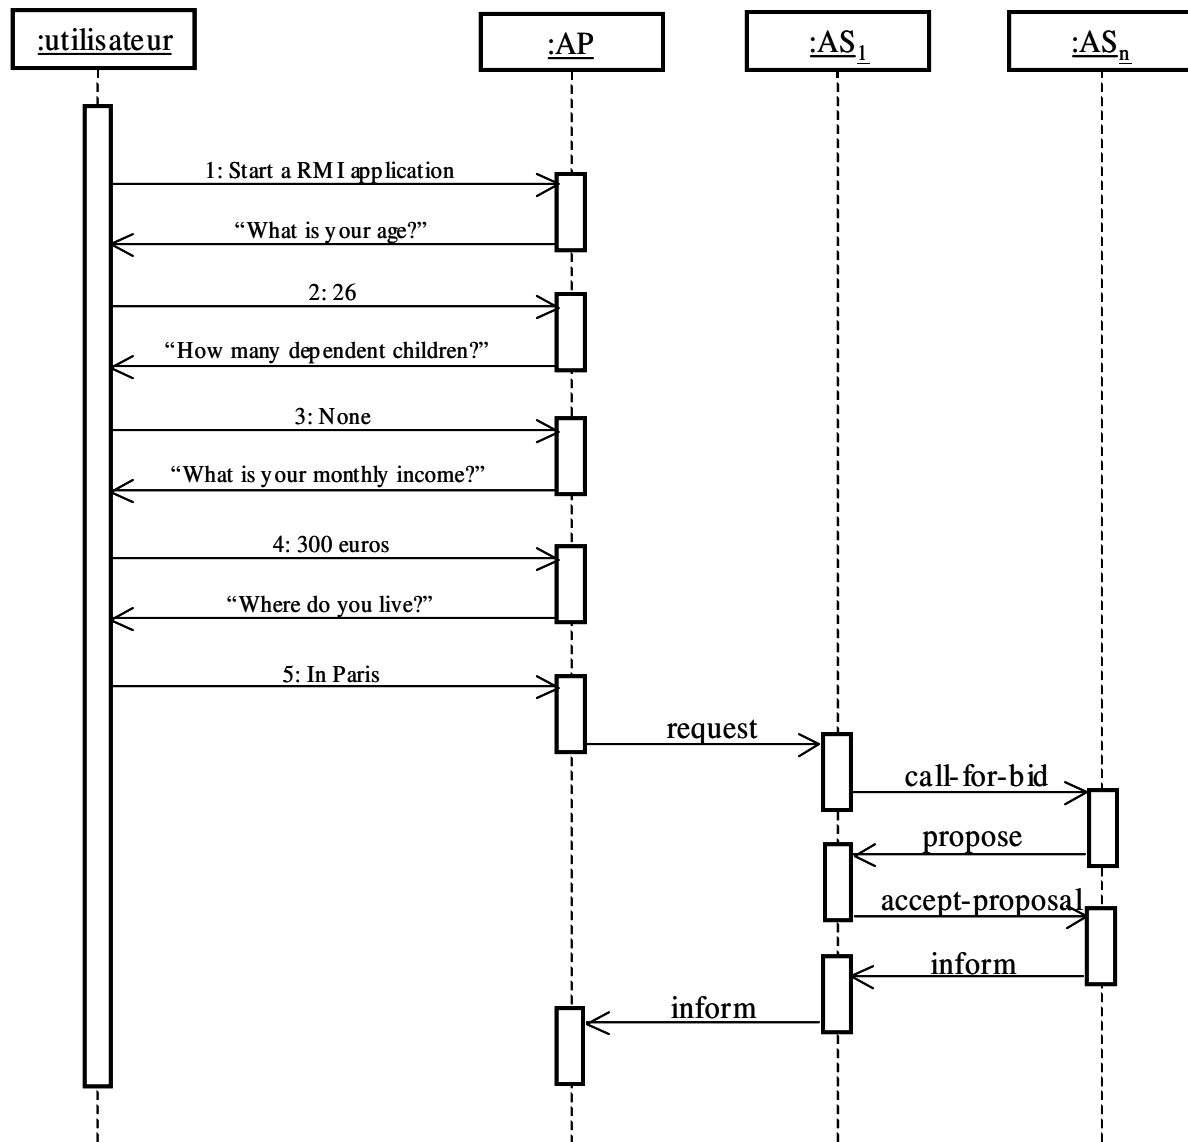 :utilisateur
:AP
:AS1
:ASn
1: Start a RMI application
“What is your age?”
2: 26
“How many dependent children?”
3: None
“What is your monthly income?”
4: 300 euros
“Where do you live?”
5: In Paris
request
call-for-bid
propose
accept-proposal
inform
inform